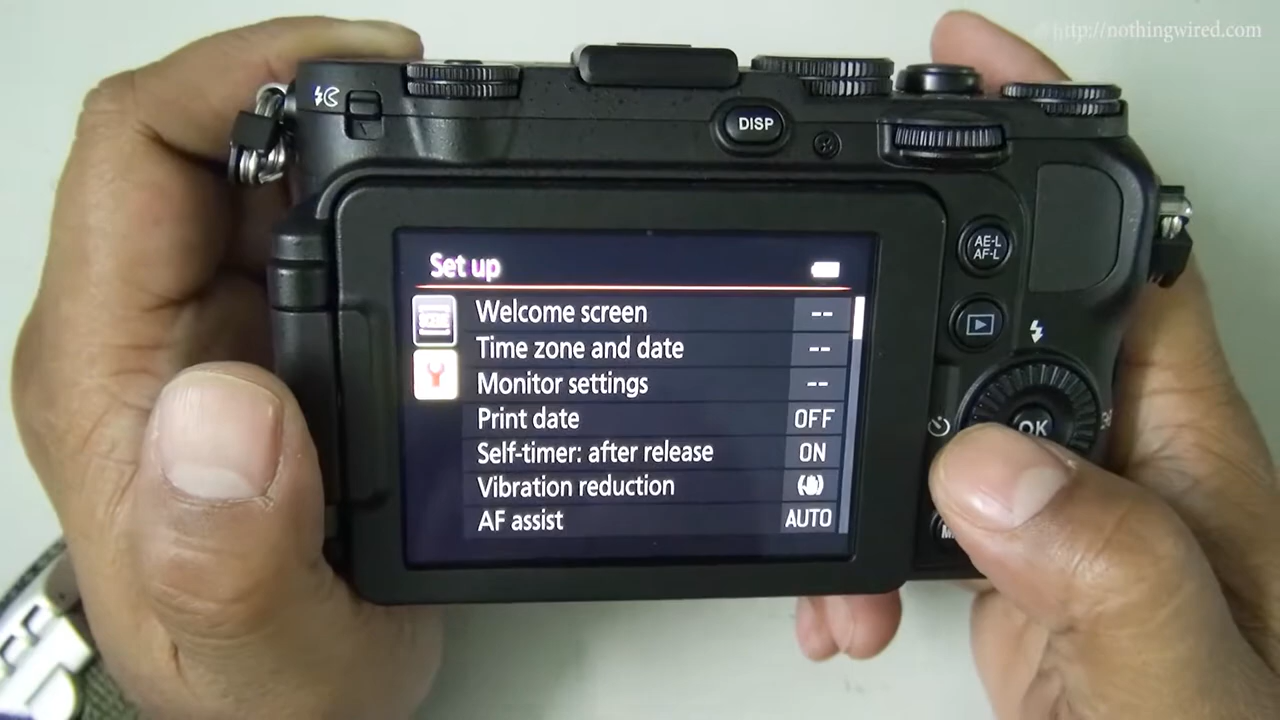 http://nothingwired.com
DISP
AE-L
AF-L
Set up
Welcome screen --
Time zone and date --
Monitor settings --
Print date OFF
Self-timer: after release ON
Vibration reduction
AF assist AUTO
OK